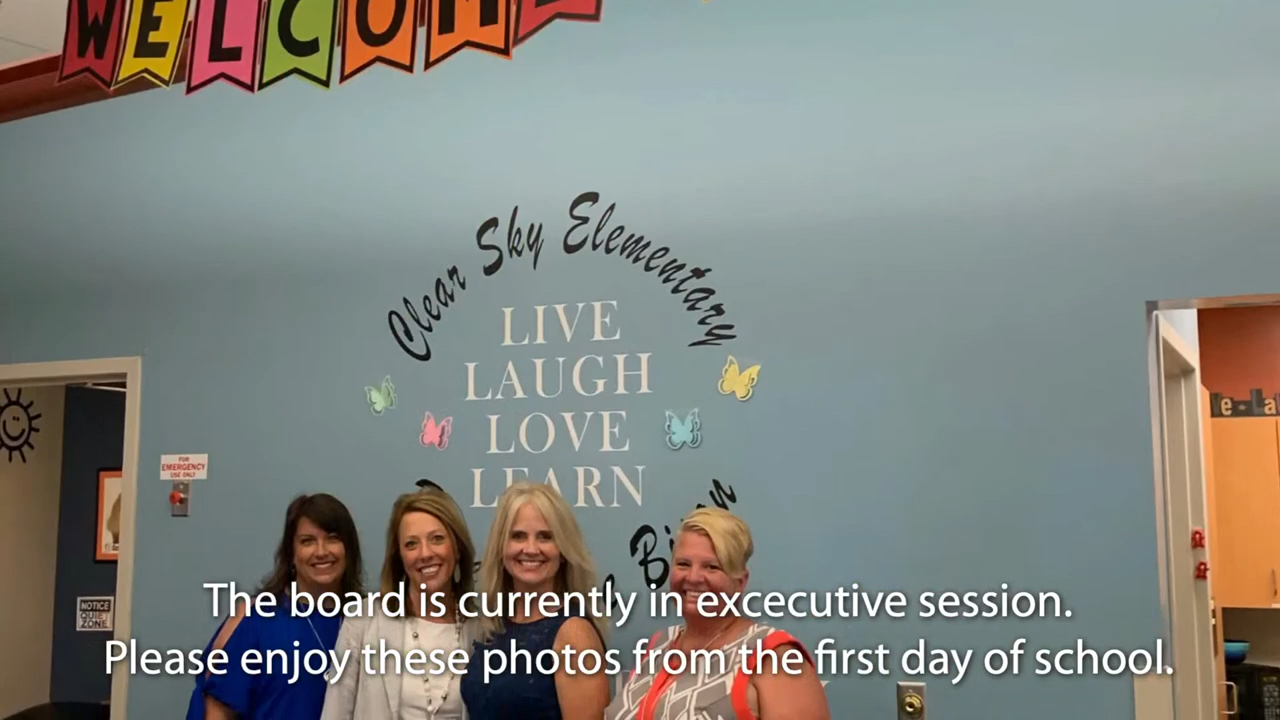 WELCOME
Clear Sky Elementary
LIVE
LAUGH
LOVE
LEARN
FOR
EMERGENCY
USE ONLY
NOTICE
QUIET
ZONE
The board is currently in excecutive session.
Please enjoy these photos from the first day of school.